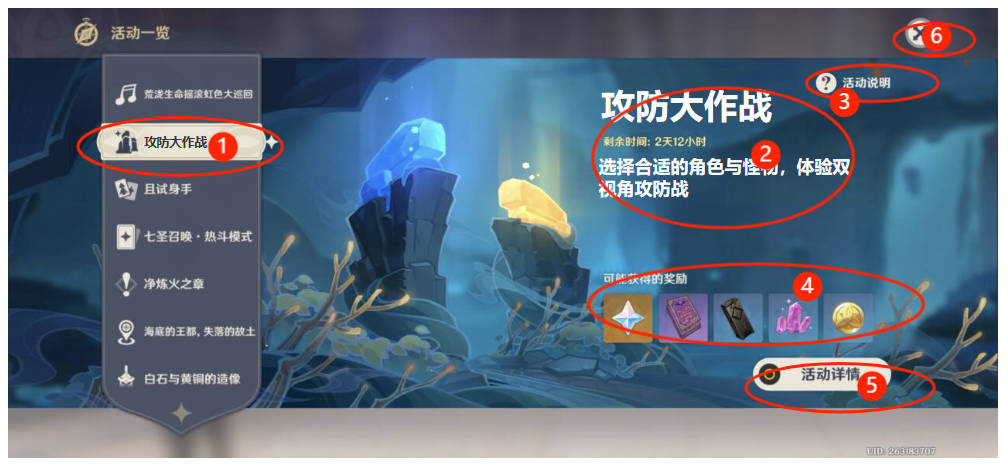 活动一览
6
荒泷生命摇滚虹色大巡回
? 活动说明
3
攻防大作战
攻防大作战
1
剩余时间: 2天12小时
2
选择合适的角色与怪物，体验双
视角攻防战
且试身手
七圣召唤·热斗模式
净炼火之章
可能获得的奖励
4
海底的王都,失落的故土
白石与黄铜的造像
活动详情
5
UID: 263183707